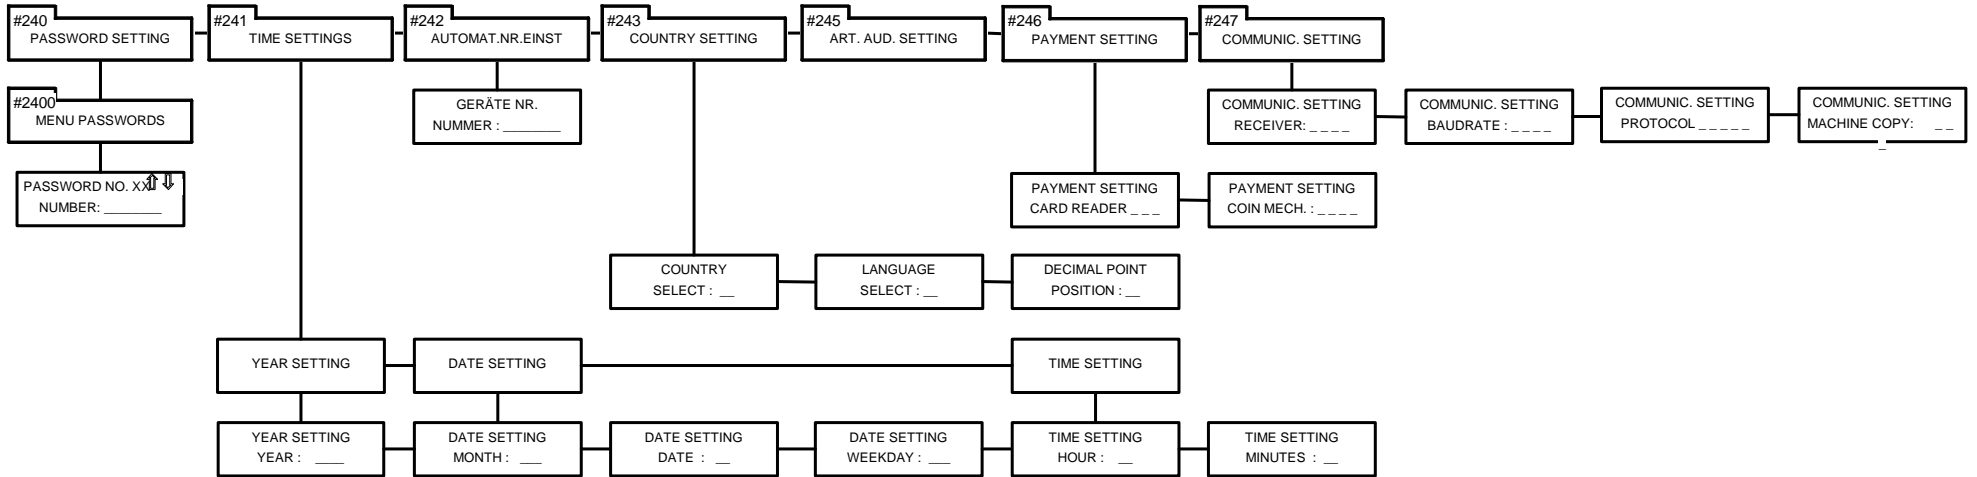 #240
PASSWORD SETTING
#241
TIME SETTINGS
#242
AUTOMAT.NR.EINST
#243
COUNTRY SETTING
#245
ART. AUD. SETTING
#246
PAYMENT SETTING
#247
COMMUNIC. SETTING
#2400
MENU PASSWORDS
GERÄTE NR.
NUMMER : _______
COMMUNIC. SETTING
RECEIVER: _ _ _ _
COMMUNIC. SETTING
BAUDRATE : _ _ _ _
COMMUNIC. SETTING
PROTOCOL _ _ _ _ _
COMMUNIC. SETTING
MACHINE COPY: _ _
_
PASSWORD NO. XX⇧⇩
NUMBER: _______
PAYMENT SETTING
CARD READER _ _ _
PAYMENT SETTING
COIN MECH. : _ _ _ _
COUNTRY
SELECT : __
LANGUAGE
SELECT : __
DECIMAL POINT
POSITION : __
YEAR SETTING
DATE SETTING
TIME SETTING
YEAR SETTING
YEAR : ____
DATE SETTING
MONTH : ___
DATE SETTING
DATE : __
DATE SETTING
WEEKDAY : ___
TIME SETTING
HOUR : __
TIME SETTING
MINUTES : __